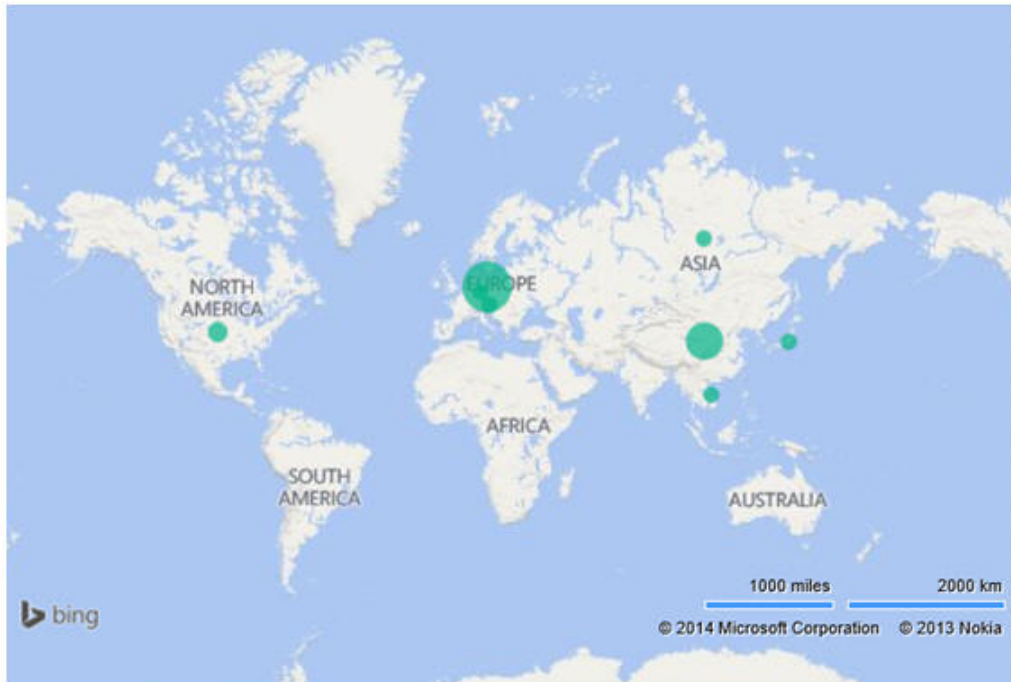 ASIA
EUROPE
NORTH
AMERICA
AFRICA
SOUTH
AMERICA
AUSTRALIA
1000 miles
2000 km
bing
© 2014 Microsoft Corporation
© 2013 Nokia